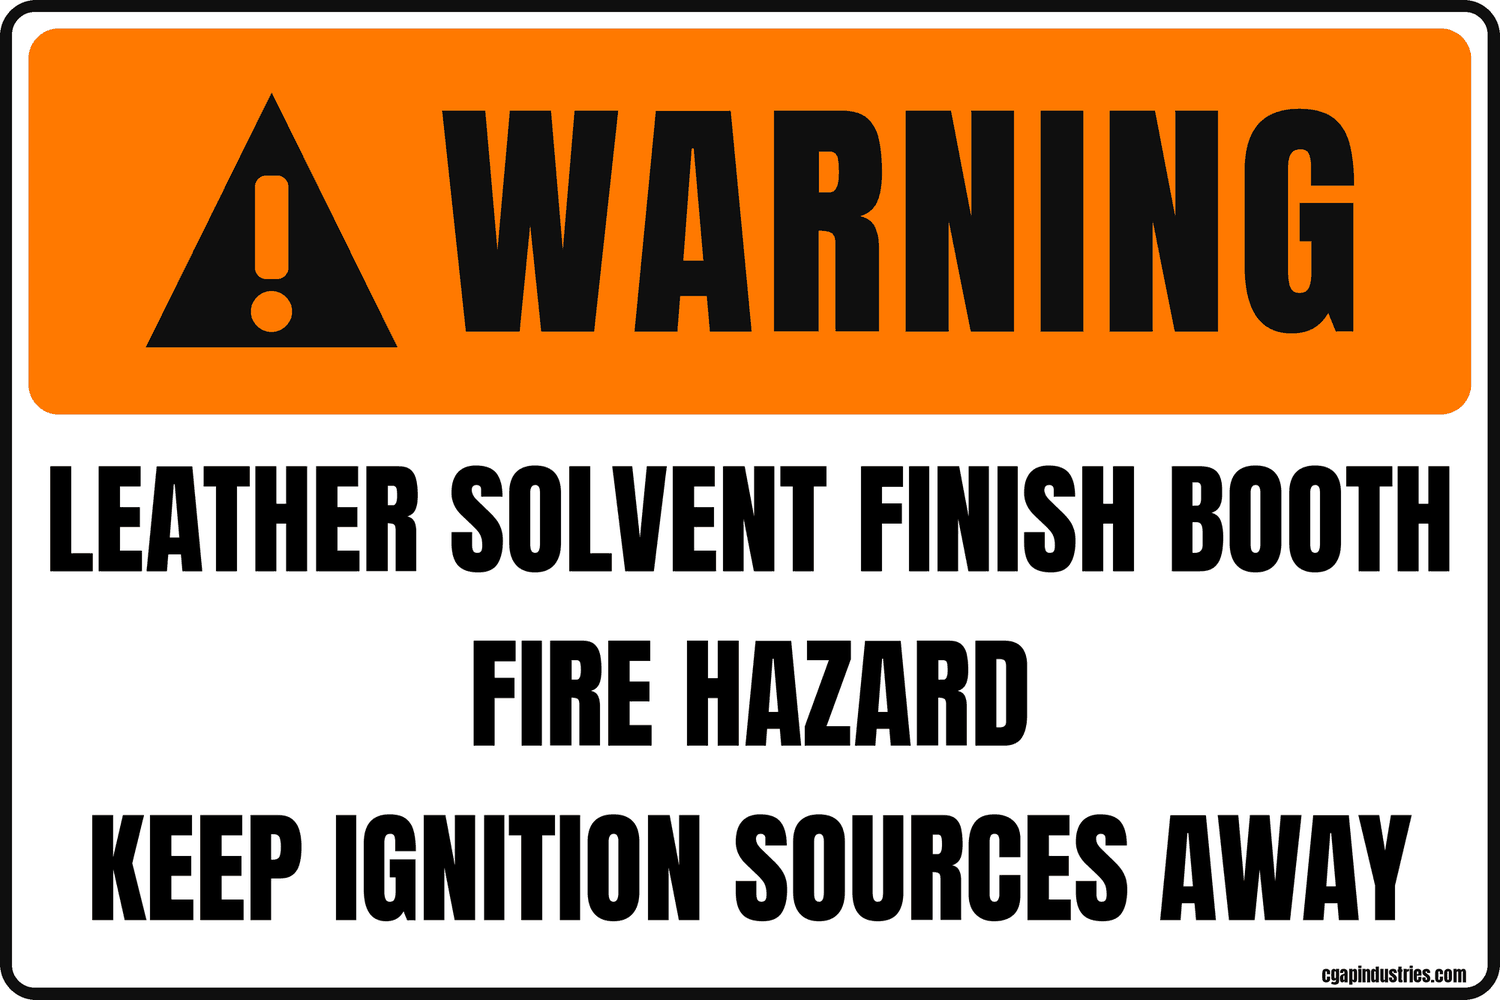 WARNING
LEATHER SOLVENT FINISH BOOTH
FIRE HAZARD
KEEP IGNITION SOURCES AWAY
cgapindustries.com